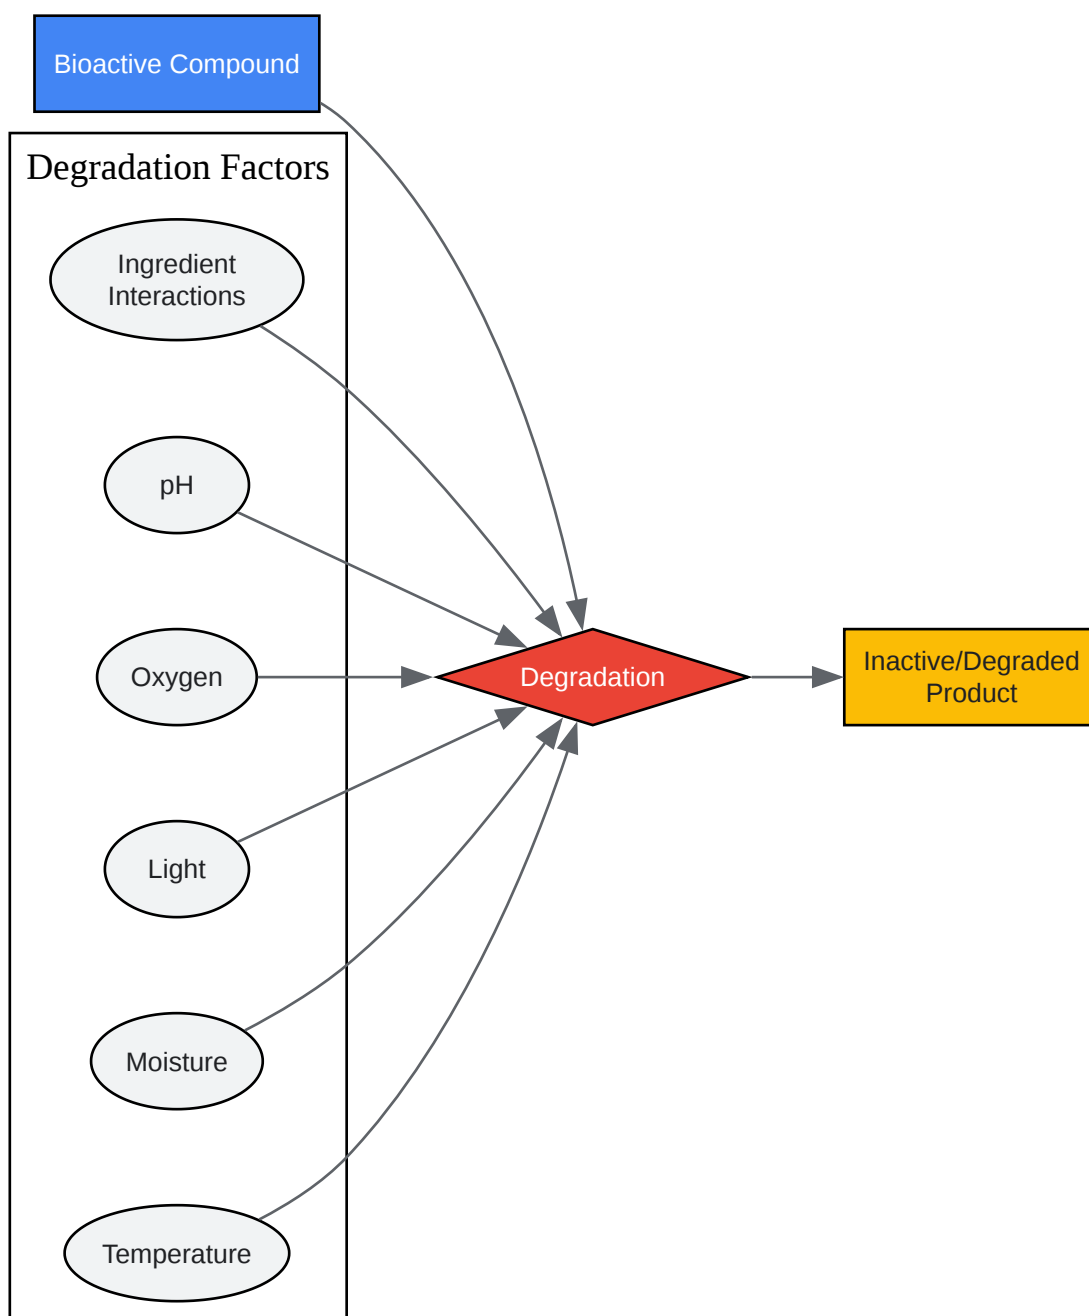 Bioactive Compound
Degradation Factors
Ingredient
Interactions
pH
Oxygen
Light
Moisture
Temperature
Degradation
Inactive/Degraded
Product